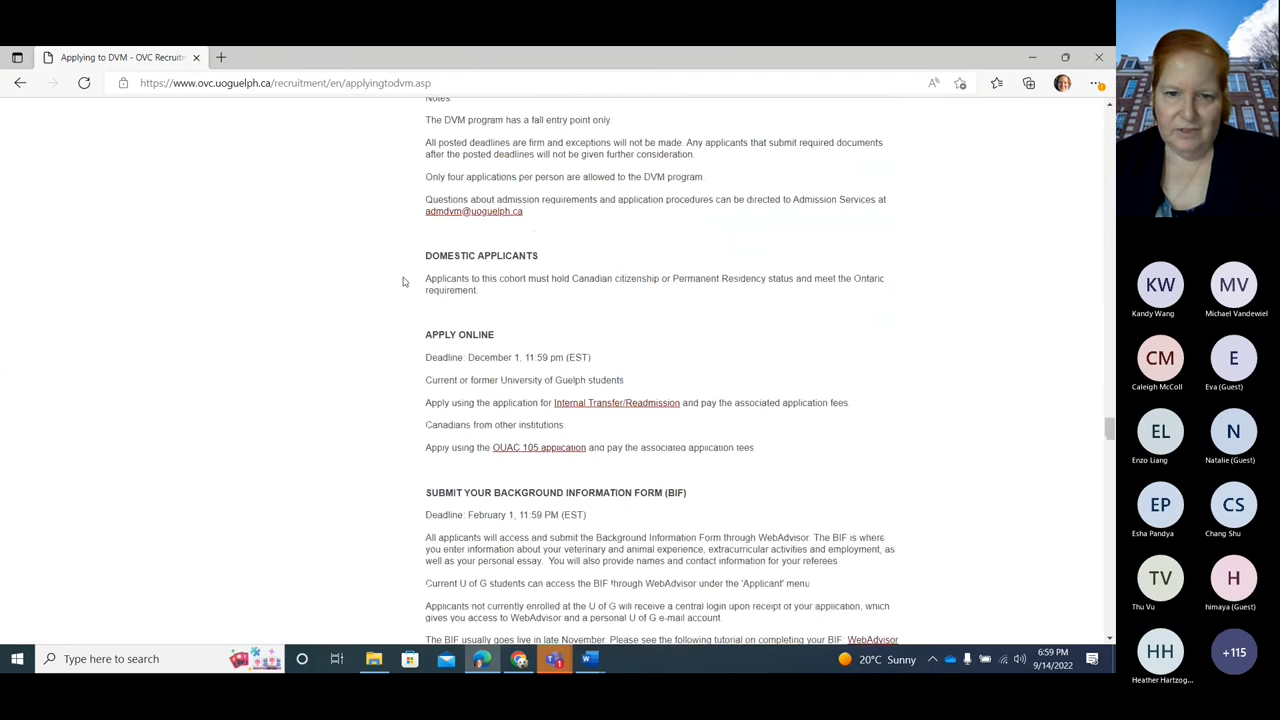 Applying to DVM - OVC Recruitm
https://www.ovc.uoguelph.ca/recruitment/en/applyingtodvm.asp
Notes:
The DVM program has a fall entry point only.
All posted deadlines are firm and exceptions will not be made. Any applicants that submit required documents
after the posted deadlines will not be given further consideration.
Only four applications per person are allowed to the DVM program.
Questions about admission requirements and application procedures can be directed to Admission Services at
admdvm@uoguelph.ca
DOMESTIC APPLICANTS
Applicants to this cohort must hold Canadian citizenship or Permanent Residency status and meet the Ontario
requirement.
APPLY ONLINE
Deadline: December 1, 11:59 pm (EST)
Current or former University of Guelph students
Apply using the application for Internal Transfer/Readmission and pay the associated application fees.
Canadians from other institutions.
Apply using the OUAC 105 application and pay the associated application fees
SUBMIT YOUR BACKGROUND INFORMATION FORM (BIF)
Deadline: February 1, 11:59 PM (EST)
All applicants will access and submit the Background Information Form through WebAdvisor. The BIF is where
you enter information about your veterinary and animal experience, extracurricular activities and employment, as
well as your personal essay. You will also provide names and contact information for your referees
Current U of G students can access the BIF through WebAdvisor under the 'Applicant' menu
Applicants not currently enrolled at the U of G will receive a central login upon receipt of your application, which
gives you access to WebAdvisor and a personal U of G e-mail account.
The BIF usually goes live in late November. Please see the following tutorial on completing your BIF: WebAdvisor
Type here to search
20°C Sunny
6:59 PM
9/14/2022
KW
MV
Kandy Wang
Michael Vandewiel
CM
E
Caleigh McColl
Eva (Guest)
EL
N
Enzo Liang
Natalie (Guest)
EP
CS
Esha Pandya
Chang Shu
TV
H
Thu Vu
himaya (Guest)
HH
+115
Heather Hartzog...